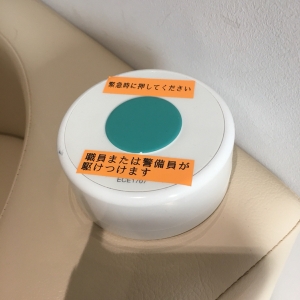 緊急時に押してください
職員または警備員が
駆けつけます